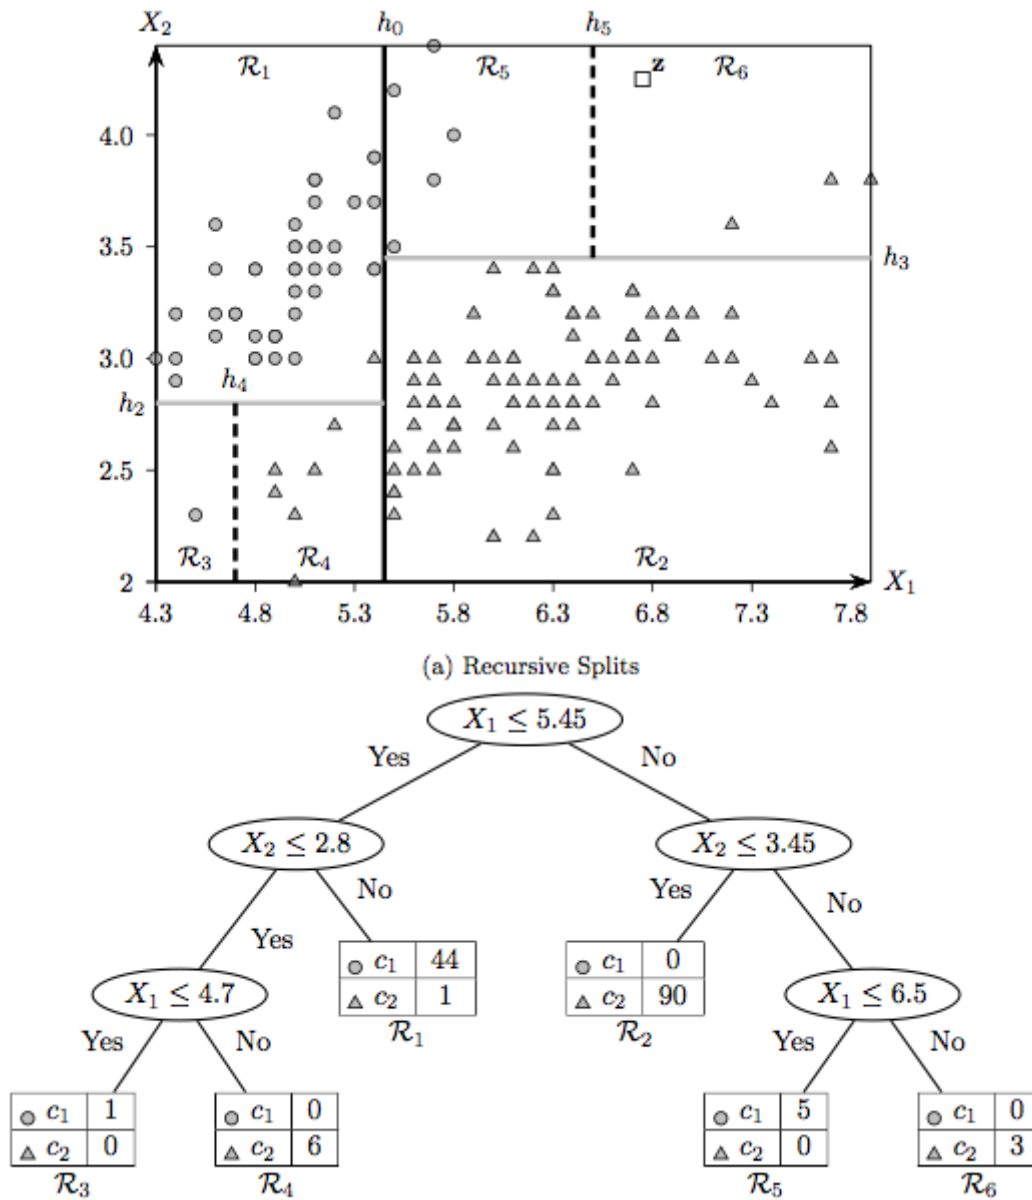 X₂ h₀ h₅
ℛ₁ ℛ₅ z ℛ₆
4.0
3.5
h₃
3.0
h₄
h₂
2.5
ℛ₃ ℛ₄ ℛ₂
2 X₁
4.3 4.8 5.3 5.8 6.3 6.8 7.3 7.8
(a) Recursive Splits
X₁ ≤ 5.45
Yes No
X₂ ≤ 2.8 X₂ ≤ 3.45
Yes No Yes No
c₁ 44 c₁ 0
X₁ ≤ 4.7 c₂ 1 c₂ 90 X₁ ≤ 6.5
ℛ₁ ℛ₂
Yes No Yes No
c₁ 1 c₁ 0 c₁ 5 c₁ 0
c₂ 0 c₂ 6 c₂ 0 c₂ 3
ℛ₃ ℛ₄ ℛ₅ ℛ₆